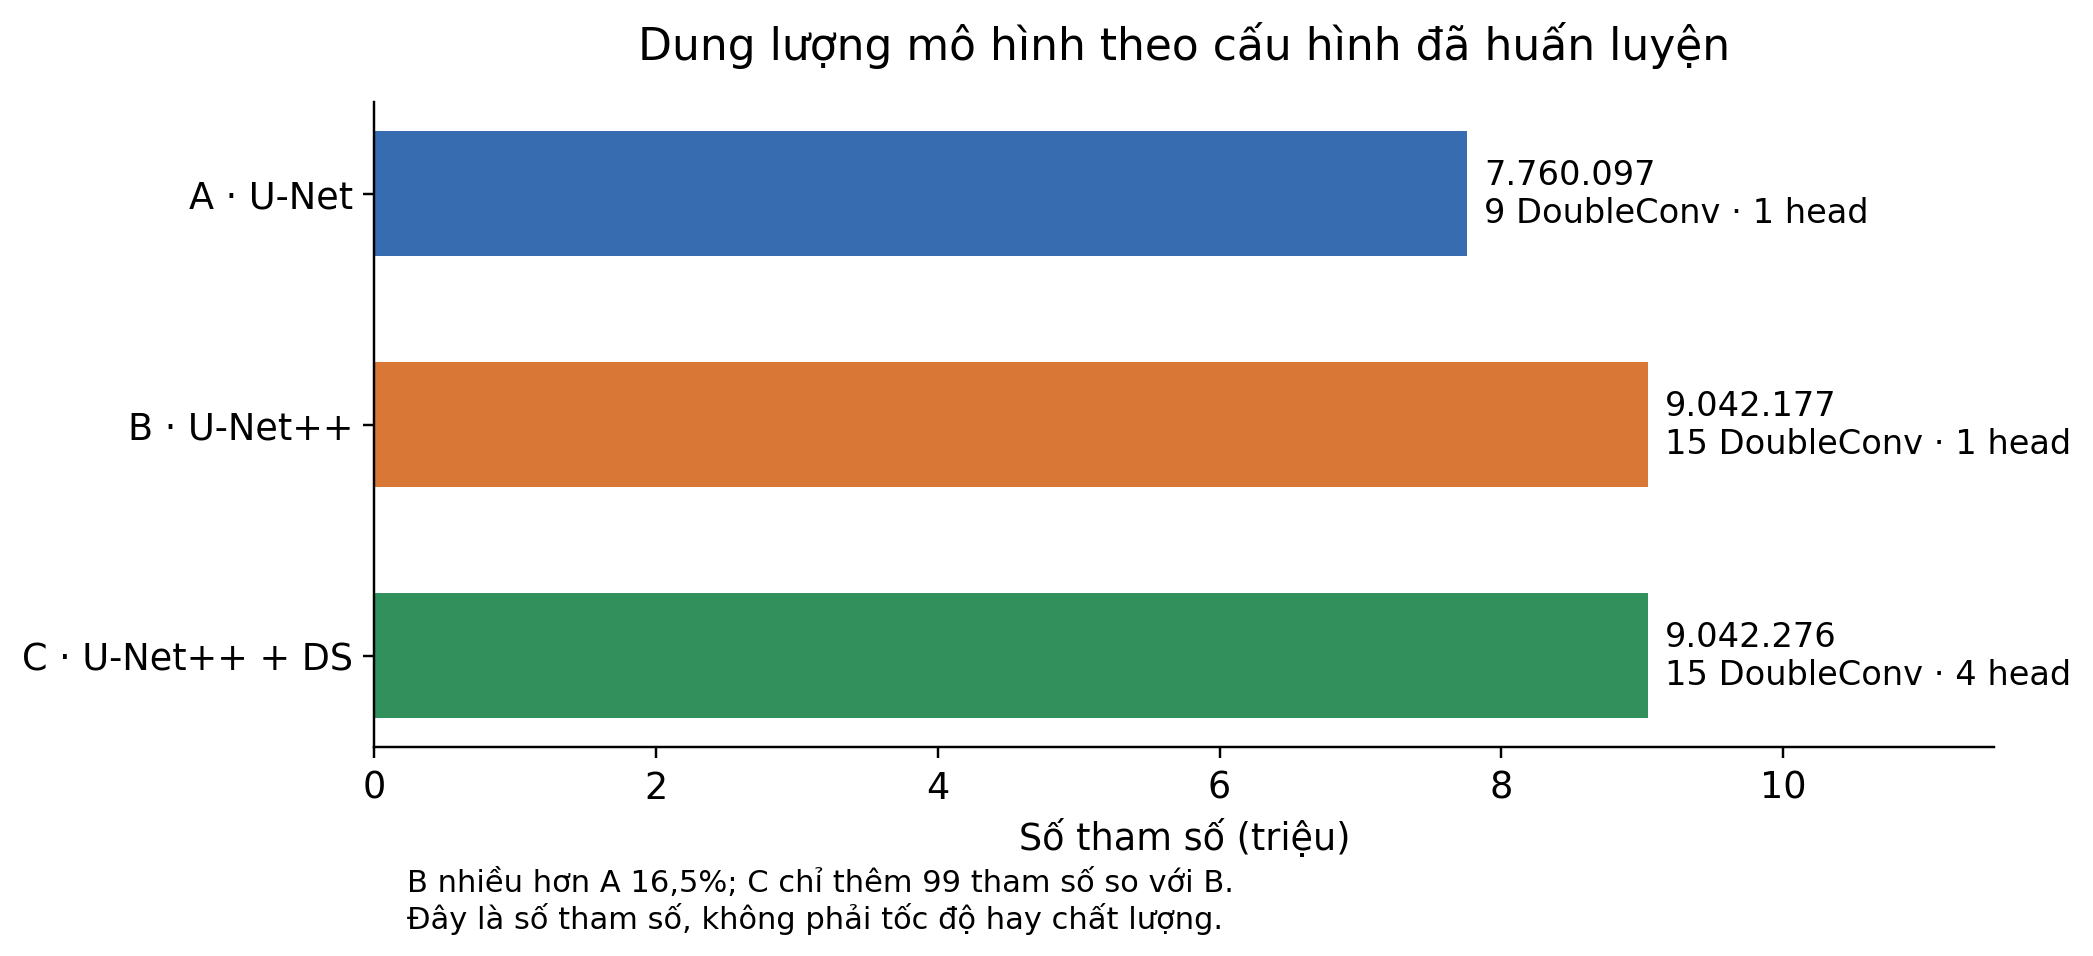 Dung lượng mô hình theo cấu hình đã huấn luyện
A · U-Net
7.760.097
9 DoubleConv · 1 head
B · U-Net++
9.042.177
15 DoubleConv · 1 head
C · U-Net++ + DS
9.042.276
15 DoubleConv · 4 head
0 2 4 6 8 10
Số tham số (triệu)
B nhiều hơn A 16,5%; C chỉ thêm 99 tham số so với B.
Đây là số tham số, không phải tốc độ hay chất lượng.